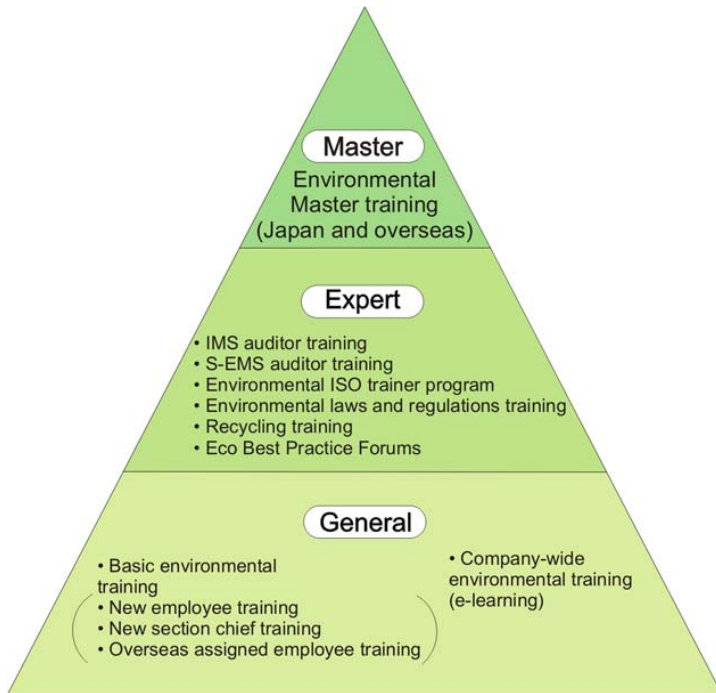 Master
Environmental
Master training
(Japan and overseas)
Expert
• IMS auditor training
• S-EMS auditor training
• Environmental ISO trainer program
• Environmental laws and regulations training
• Recycling training
• Eco Best Practice Forums
General
• Basic environmental
training
• New employee training
• New section chief training
• Overseas assigned employee training
• Company-wide
environmental training
(e-learning)